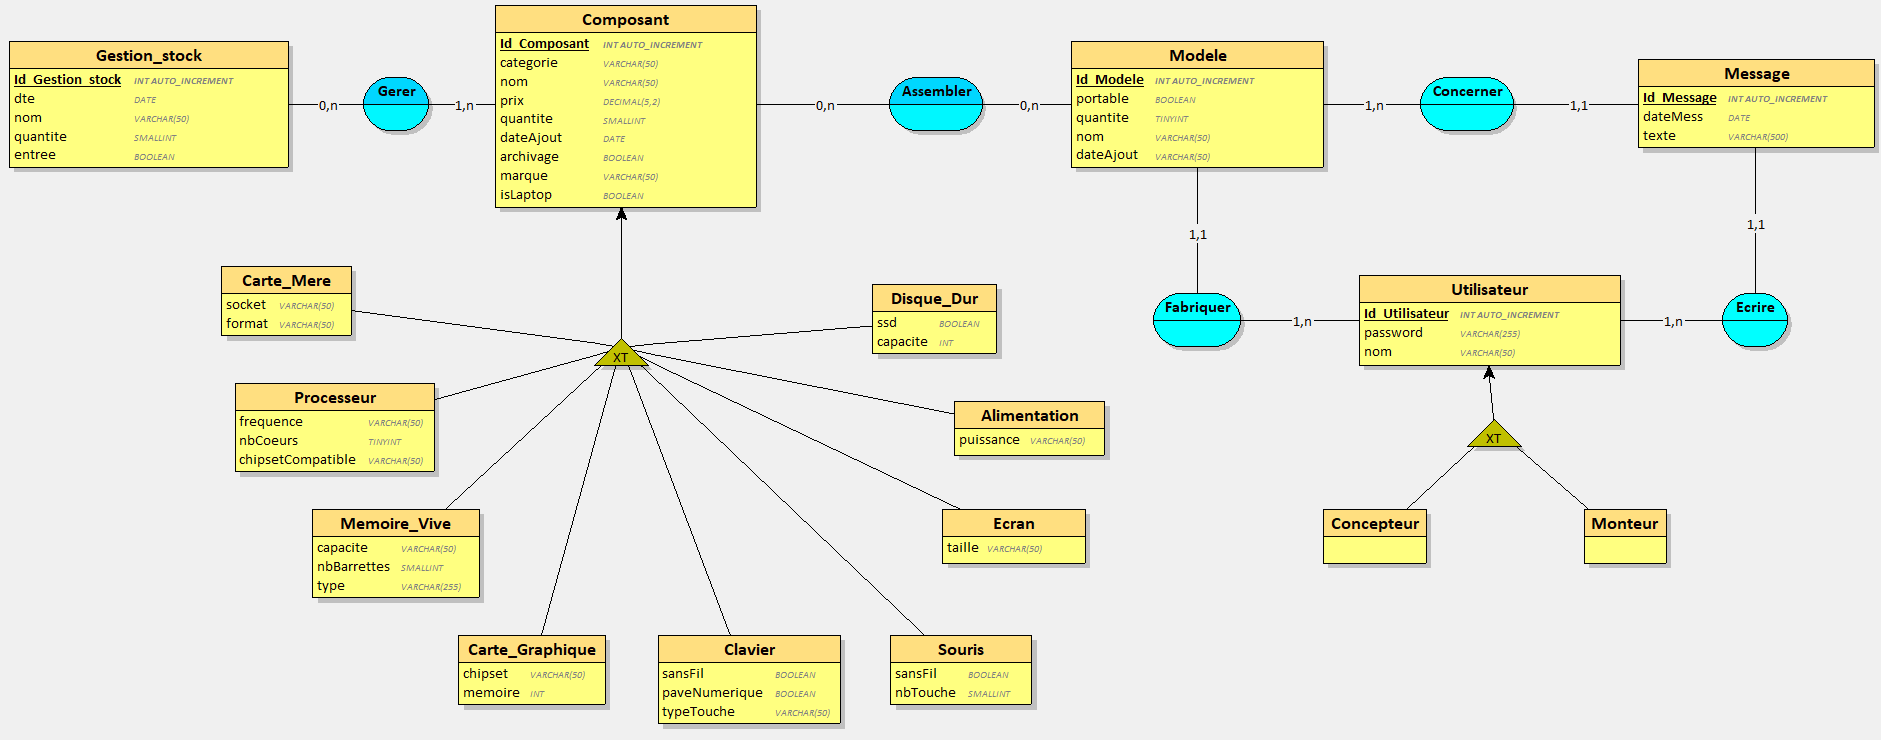 Gestion_stock
Id_Gestion_stock INT AUTO_INCREMENT
dte DATE
nom VARCHAR(50)
quantite SMALLINT
entree BOOLEAN
0,n
Gerer
1,n
Composant
Id_Composant INT AUTO_INCREMENT
categorie VARCHAR(50)
nom VARCHAR(50)
prix DECIMAL(5,2)
quantite SMALLINT
dateAjout DATE
archivage BOOLEAN
marque VARCHAR(50)
isLaptop BOOLEAN
0,n
Assembler
0,n
Modele
Id_Modele INT AUTO_INCREMENT
portable BOOLEAN
quantite TINYINT
nom VARCHAR(50)
dateAjout VARCHAR(50)
1,n
Concerner
1,1
Message
Id_Message INT AUTO_INCREMENT
dateMess DATE
texte VARCHAR(500)
1,1
1,1
Fabriquer
1,n
Utilisateur
Id_Utilisateur INT AUTO_INCREMENT
password VARCHAR(255)
nom VARCHAR(50)
1,n
Ecrire
Carte_Mere
socket VARCHAR(50)
format VARCHAR(50)
Disque_Dur
ssd BOOLEAN
capacite INT
XT
Processeur
frequence VARCHAR(50)
nbCoeurs TINYINT
chipsetCompatible VARCHAR(50)
Alimentation
puissance VARCHAR(50)
XT
Memoire_Vive
capacite VARCHAR(50)
nbBarrettes SMALLINT
type VARCHAR(255)
Ecran
taille VARCHAR(50)
Concepteur
Monteur
Carte_Graphique
chipset VARCHAR(50)
memoire INT
Clavier
sansFil BOOLEAN
paveNumerique BOOLEAN
typeTouche VARCHAR(50)
Souris
sansFil BOOLEAN
nbTouche SMALLINT